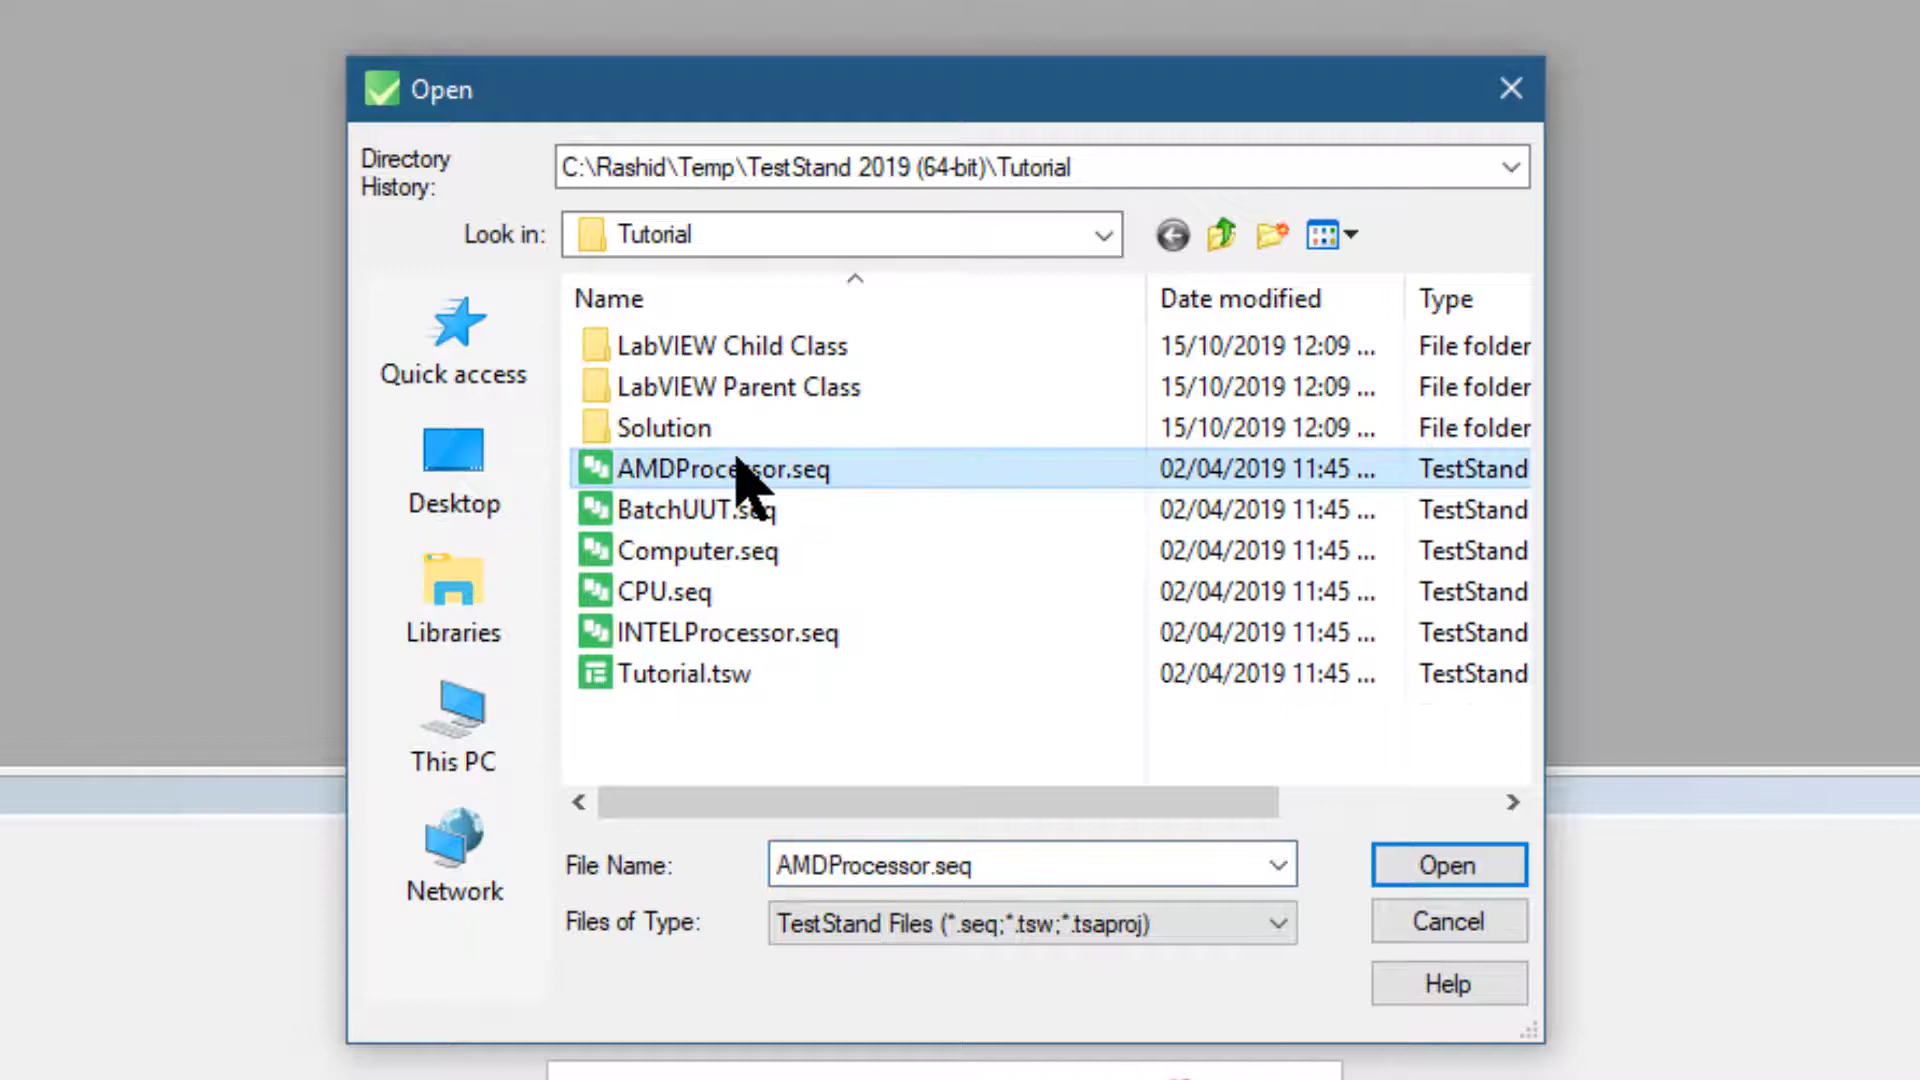 Open
Directory
History:
C:\Rashid\Temp\TestStand 2019 (64-bit)\Tutorial
Look in: Tutorial
Name Date modified Type
LabVIEW Child Class 15/10/2019 12:09 ... File folder
LabVIEW Parent Class 15/10/2019 12:09 ... File folder
Solution 15/10/2019 12:09 ... File folder
AMDProcessor.seq 02/04/2019 11:45 ... TestStand
BatchUUT.seq 02/04/2019 11:45 ... TestStand
Computer.seq 02/04/2019 11:45 ... TestStand
CPU.seq 02/04/2019 11:45 ... TestStand
INTELProcessor.seq 02/04/2019 11:45 ... TestStand
Tutorial.tsw 02/04/2019 11:45 ... TestStand
Quick access
Desktop
Libraries
This PC
Network
File Name: AMDProcessor.seq Open
Files of Type: TestStand Files (*.seq;*.tsw;*.tsaproj) Cancel
Help